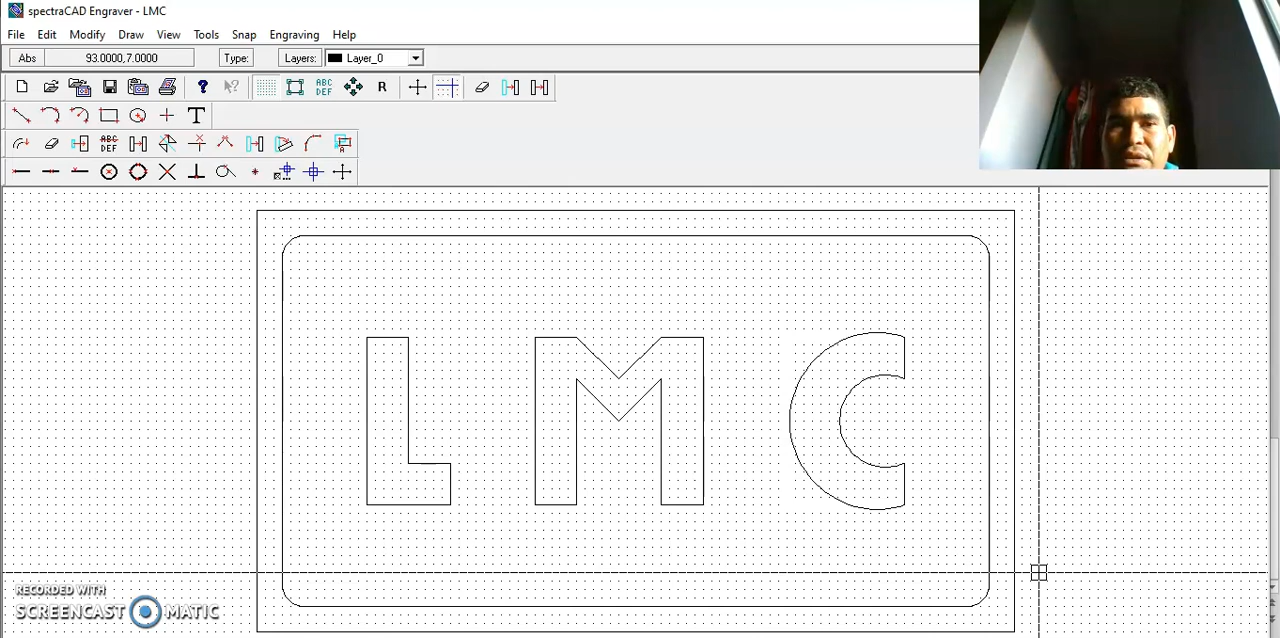 spectraCAD Engraver - LMC
File Edit Modify Draw View Tools Snap Engraving Help
Abs 93.0000,7.0000 Type: Layers: Layer_0
ABC DEF R
T
ABC DEF
LMC
RECORDED WITH
SCREENCAST MATIC